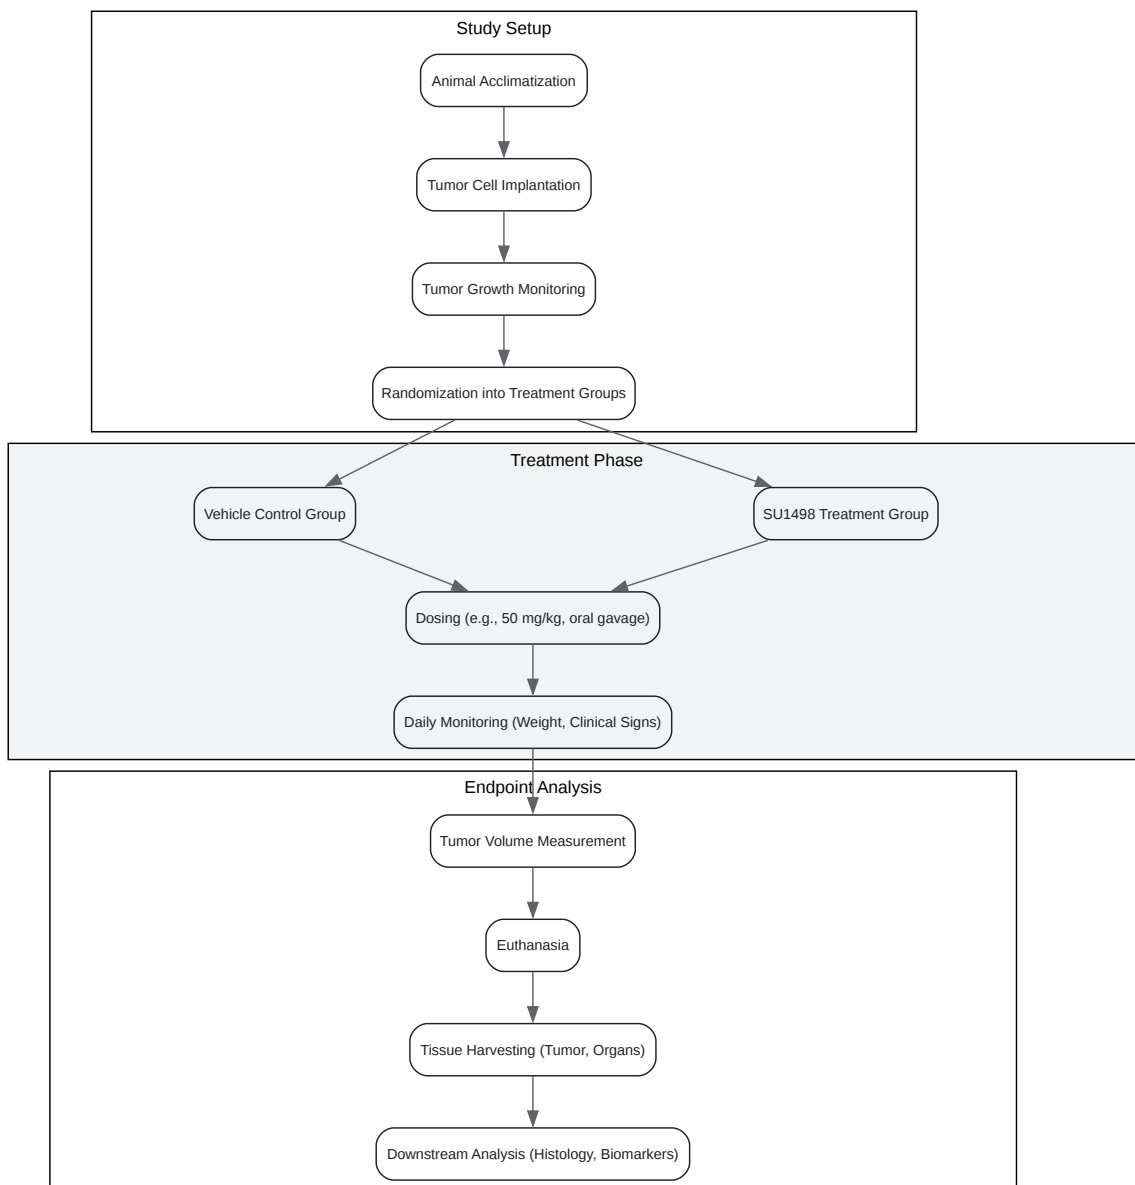 Study Setup
Animal Acclimatization
Tumor Cell Implantation
Tumor Growth Monitoring
Randomization into Treatment Groups
Treatment Phase
Vehicle Control Group
SU1498 Treatment Group
Dosing (e.g., 50 mg/kg, oral gavage)
Daily Monitoring (Weight, Clinical Signs)
Endpoint Analysis
Tumor Volume Measurement
Euthanasia
Tissue Harvesting (Tumor, Organs)
Downstream Analysis (Histology, Biomarkers)